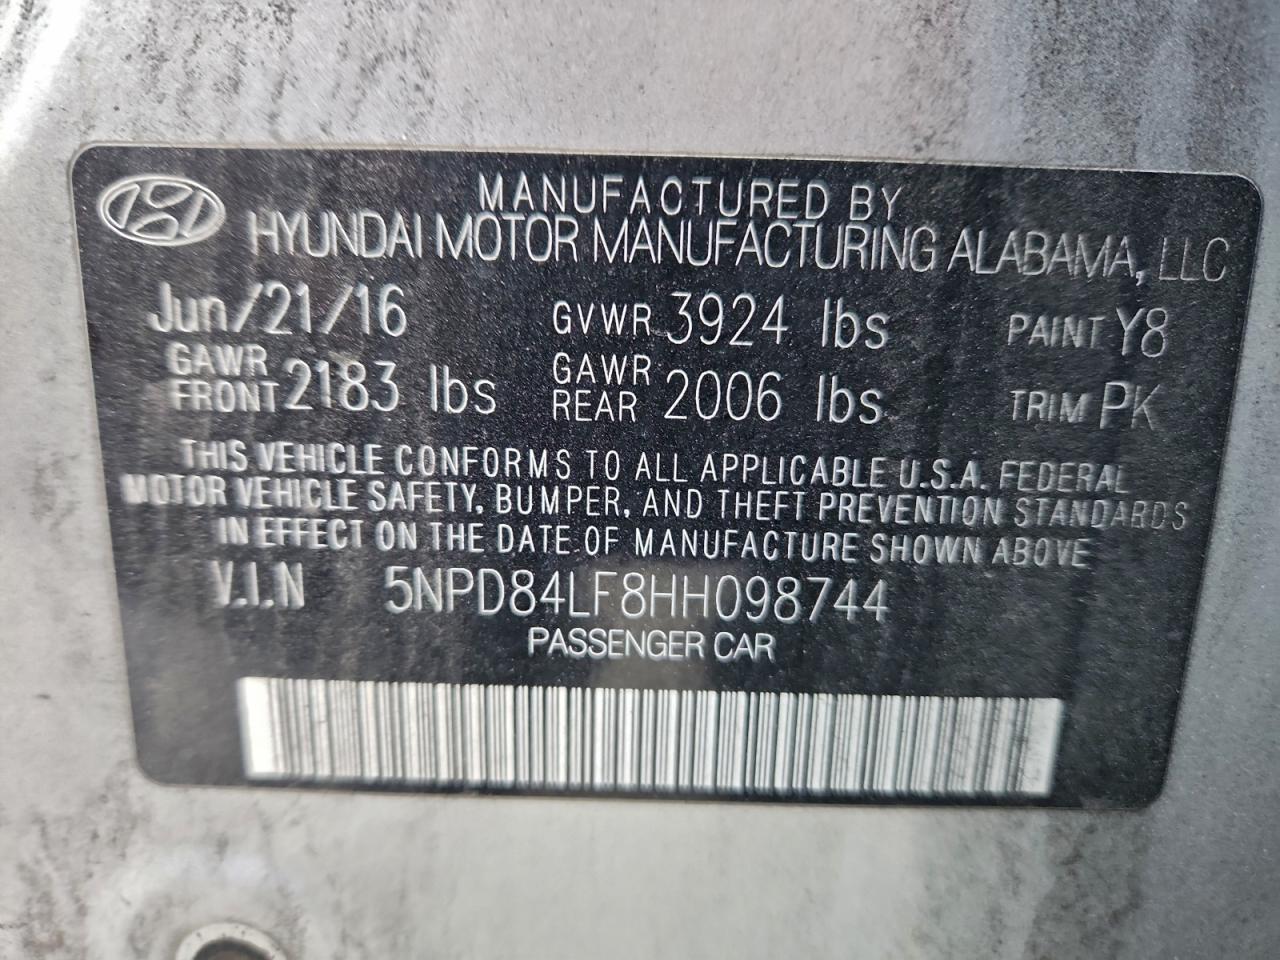 MANUFACTURED BY
HYUNDAI MOTOR MANUFACTURING ALABAMA, LLC
Jun/21/16 GVWR 3924 lbs PAINT Y8
GAWR FRONT 2183 lbs GAWR REAR 2006 lbs TRIM PK
THIS VEHICLE CONFORMS TO ALL APPLICABLE U.S.A. FEDERAL
MOTOR VEHICLE SAFETY, BUMPER, AND THEFT PREVENTION STANDARDS
IN EFFECT ON THE DATE OF MANUFACTURE SHOWN ABOVE
V.I.N 5NPD84LF8HH098744
PASSENGER CAR